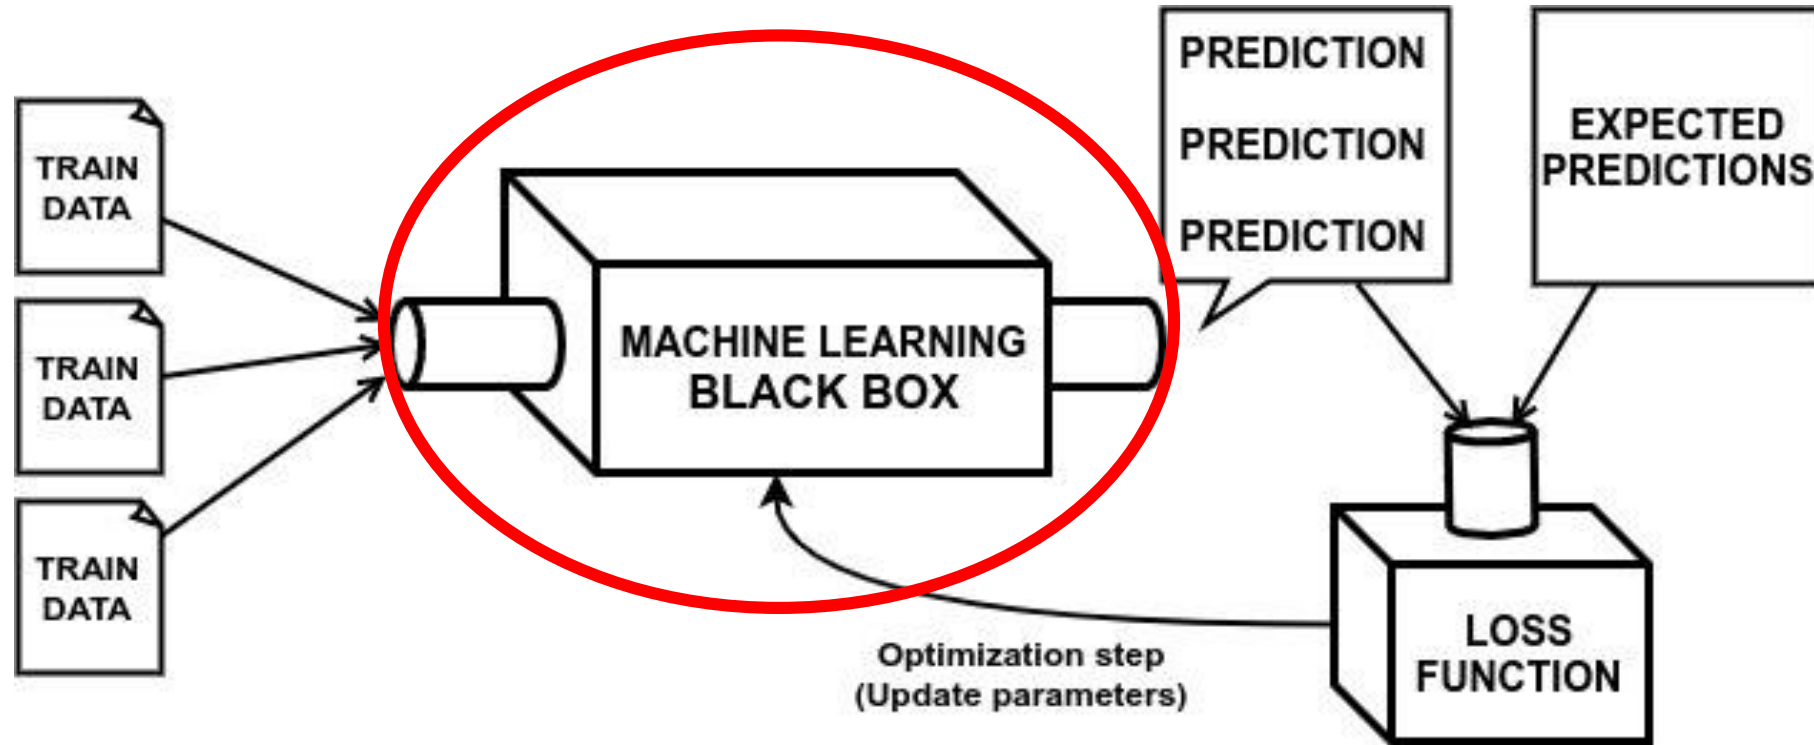 TRAIN
DATA
TRAIN
DATA
TRAIN
DATA
MACHINE LEARNING
BLACK BOX
PREDICTION
PREDICTION
PREDICTION
EXPECTED
PREDICTIONS
LOSS
FUNCTION
Optimization step
(Update parameters)